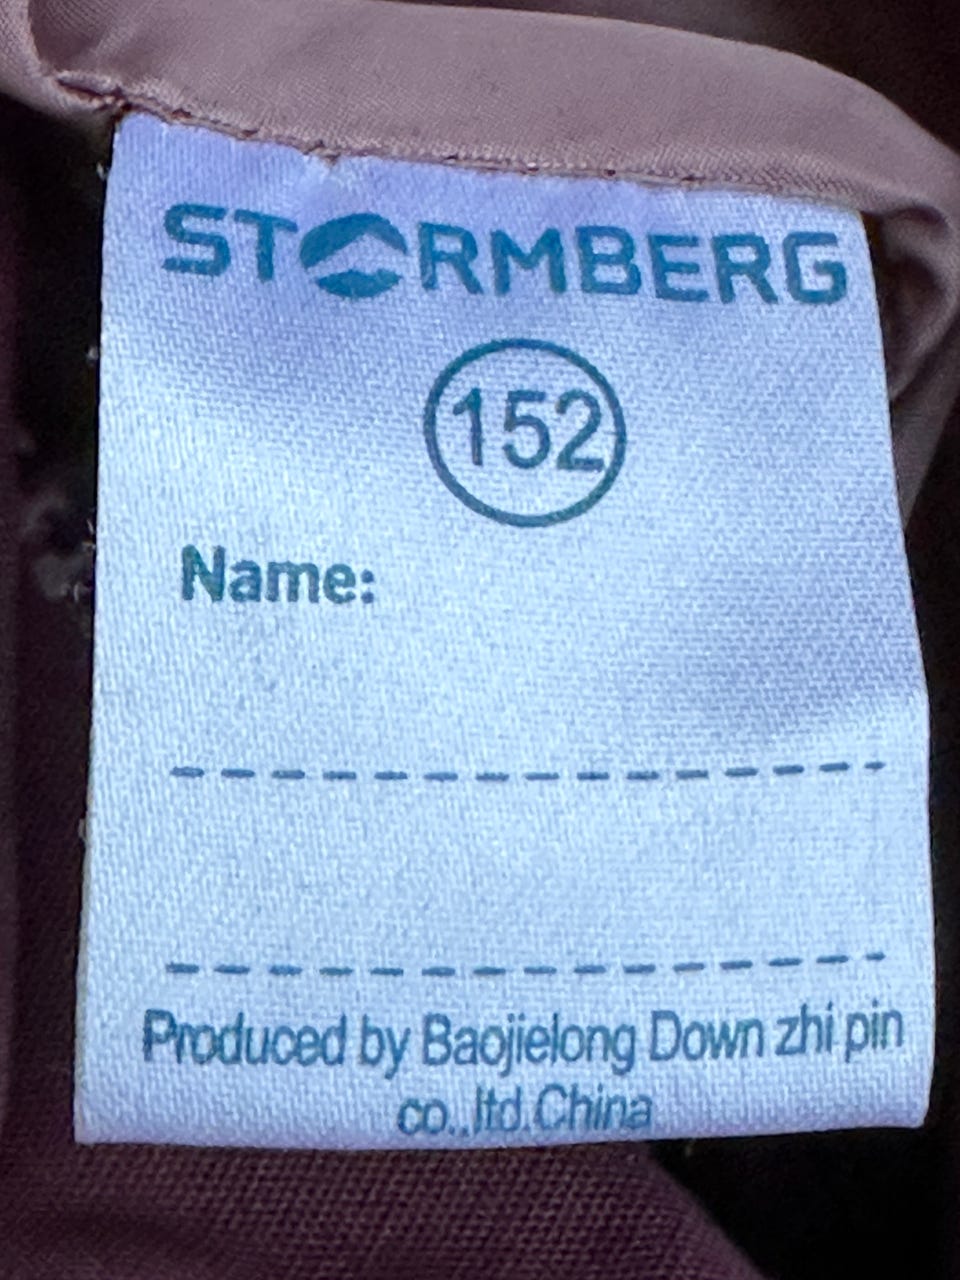 STORMBERG
152
Name:
Produced by Baojielong Down zhi pin
co.,ltd.China